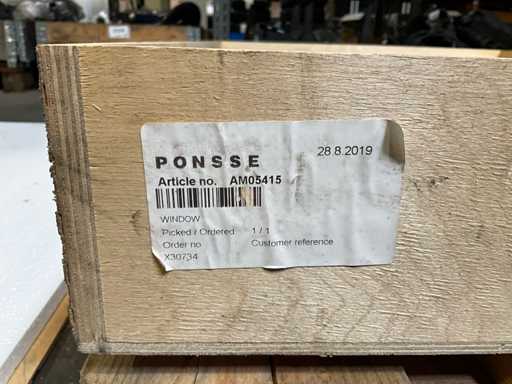 PONSSE 28.8.2019
Article no. AM05415
WINDOW
Picked / Ordered 1 / 1
Order no Customer reference
X30734